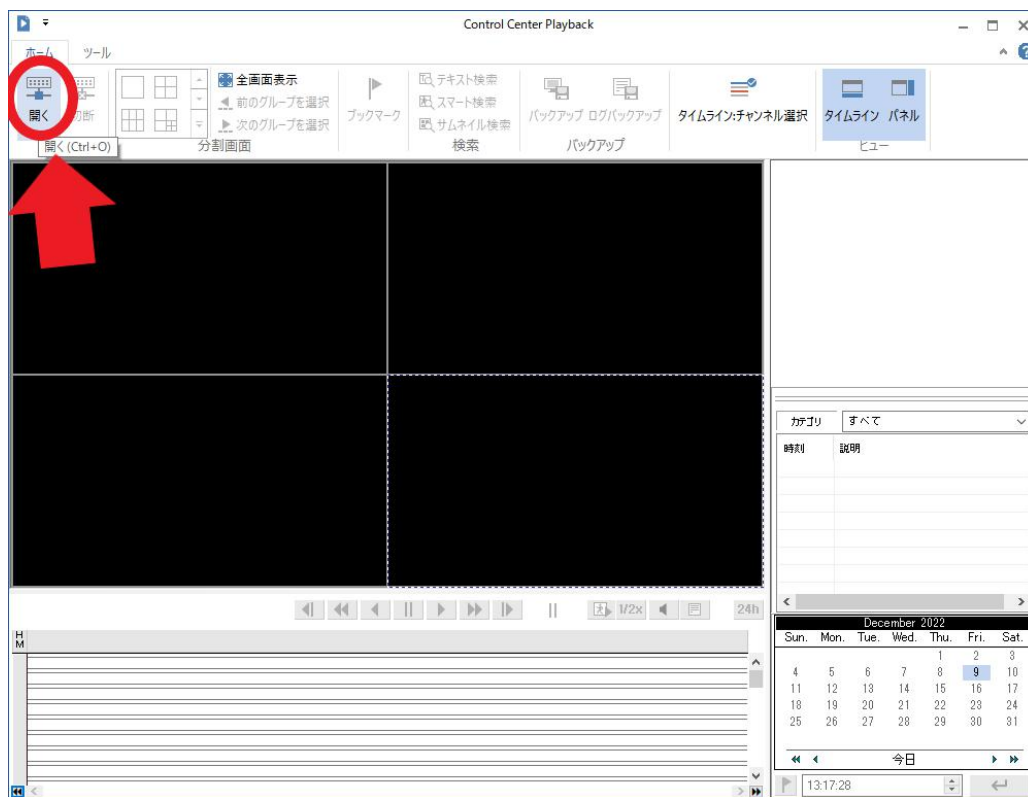 Control Center Playback
ホーム ツール
開く
切断
全画面表示
前のグループを選択
次のグループを選択
分割画面
ブックマーク
テキスト検索
スマート検索
サムネイル検索
検索
バックアップ ログバックアップ
バックアップ
タイムライン:チャンネル選択
タイムライン パネル
ビュー
開く(Ctrl+O)
カテゴリ すべて
時刻 説明
1/2x
24h
H
M
December 2022
Sun. Mon. Tue. Wed. Thu. Fri. Sat.
1 2 3
4 5 6 7 8 9 10
11 12 13 14 15 16 17
18 19 20 21 22 23 24
25 26 27 28 29 30 31
今日
13:17:28